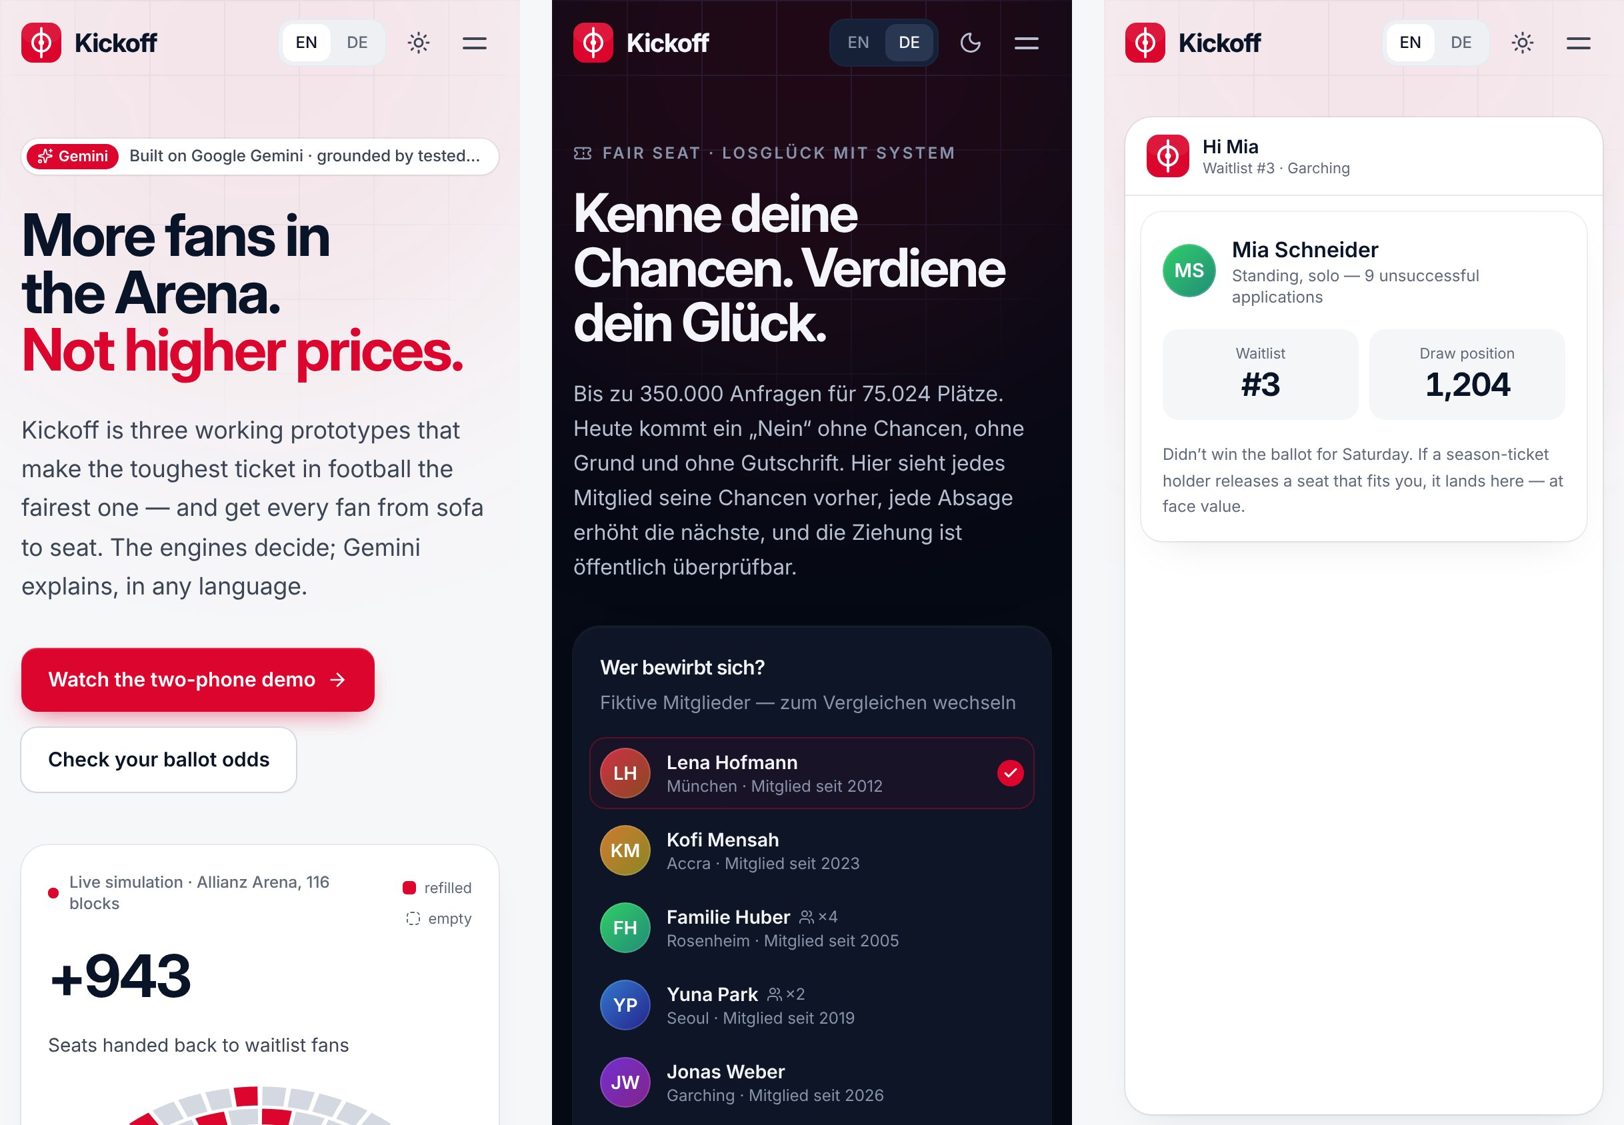 Kickoff
EN DE
Gemini Built on Google Gemini · grounded by tested...
More fans in
the Arena.
Not higher prices.
Kickoff is three working prototypes that
make the toughest ticket in football the
fairest one — and get every fan from sofa
to seat. The engines decide; Gemini
explains, in any language.
Watch the two-phone demo →
Check your ballot odds
Live simulation · Allianz Arena, 116
blocks
refilled
empty
+943
Seats handed back to waitlist fans
Kickoff
EN DE
FAIR SEAT · LOSGLÜCK MIT SYSTEM
Kenne deine
Chancen. Verdiene
dein Glück.
Bis zu 350.000 Anfragen für 75.024 Plätze.
Heute kommt ein „Nein“ ohne Chancen, ohne
Grund und ohne Gutschrift. Hier sieht jedes
Mitglied seine Chancen vorher, jede Absage
erhöht die nächste, und die Ziehung ist
öffentlich überprüfbar.
Wer bewirbt sich?
Fiktive Mitglieder — zum Vergleichen wechseln
LH Lena Hofmann
München · Mitglied seit 2012
KM Kofi Mensah
Accra · Mitglied seit 2023
FH Familie Huber ×4
Rosenheim · Mitglied seit 2005
YP Yuna Park ×2
Seoul · Mitglied seit 2019
JW Jonas Weber
Garching · Mitglied seit 2026
Kickoff
EN DE
Hi Mia
Waitlist #3 · Garching
MS Mia Schneider
Standing, solo — 9 unsuccessful
applications
Waitlist
#3
Draw position
1,204
Didn’t win the ballot for Saturday. If a season-ticket
holder releases a seat that fits you, it lands here — at
face value.